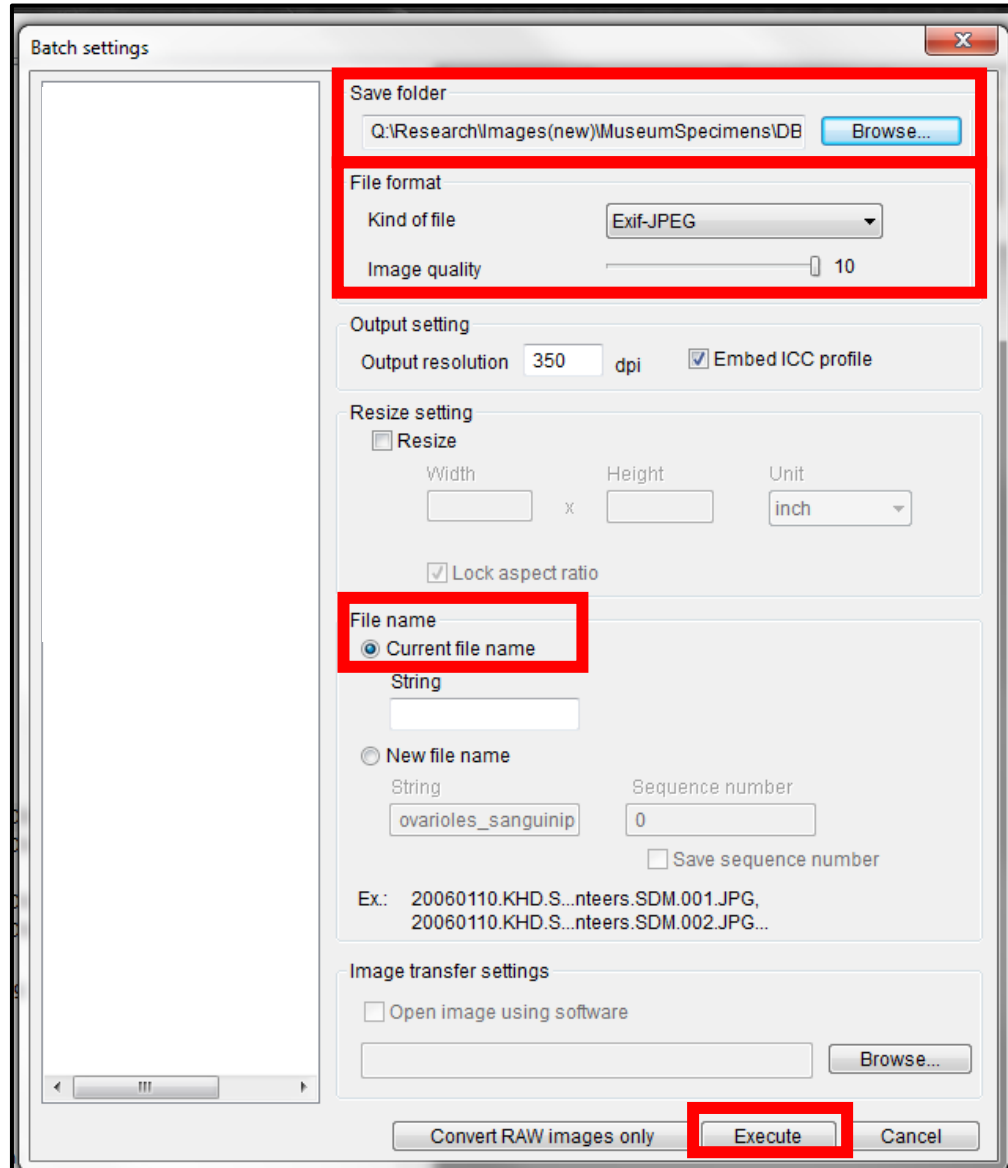 Batch settings
Save folder
Q:\Research\Images(new)\MuseumSpecimens\DB Browse...
File format
Kind of file Exif-JPEG
Image quality 10
Output setting
Output resolution 350 dpi Embed ICC profile
Resize setting
Resize
Width Height Unit
x inch
Lock aspect ratio
File name
Current file name
String
New file name
String Sequence number
ovarioles_sanguinip 0
Save sequence number
Ex.: 20060110.KHD.S...nteers.SDM.001.JPG,
20060110.KHD.S...nteers.SDM.002.JPG...
Image transfer settings
Open image using software
Browse...
Convert RAW images only Execute Cancel